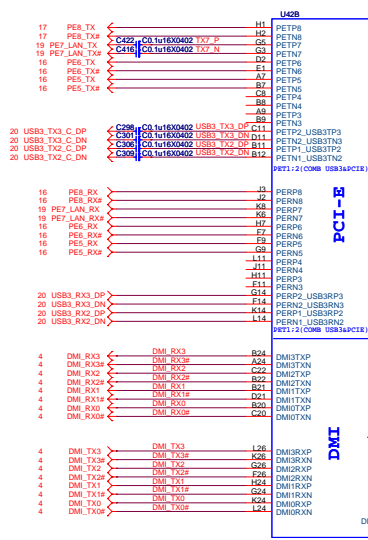 U42B
17 PE8_TX H1 PETP8
17 PE8_TX# H2 PETN8
19 PE7_LAN_TX C422 C0.1u16X0402 TX7_P G5 PETP7
19 PE7_LAN_TX# C416 C0.1u16X0402 TX7_N G3 PETN7
16 PE6_TX D2 PETP6
16 PE6_TX# E1 PETN6
16 PE5_TX A7 PETP5
16 PE5_TX# B7 PETN5
C8 PETP4
B8 PETN4
A9 PETP3
B9 PETN3
20 USB3_TX3_C_DP C298 C0.1u16X0402 USB3_TX3_DP C11 PETP2_USB3TP3
20 USB3_TX3_C_DN C301 C0.1u16X0402 USB3_TX3_DN D11 PETN2_USB3TN3
20 USB3_TX2_C_DP C306 C0.1u16X0402 USB3_TX2_DP B11 PETP1_USB3TP2
20 USB3_TX2_C_DN C309 C0.1u16X0402 USB3_TX2_DN B12 PETN1_USB3TN2
PET1:2(COMB USB3&PCIE)
PCI-E
16 PE8_RX J3 PERP8
16 PE8_RX# J2 PERN8
19 PE7_LAN_RX K8 PERP7
19 PE7_LAN_RX# K6 PERN7
16 PE6_RX H7 PERP6
16 PE6_RX# F7 PERN6
16 PE5_RX F9 PERP5
16 PE5_RX# G9 PERN5
L11 PERP4
J11 PERN4
H11 PERP3
F11 PERN3
20 USB3_RX3_DP G14 PERP2_USB3RP3
20 USB3_RX3_DN F14 PERN2_USB3RN3
20 USB3_RX2_DP K14 PERP1_USB3RP2
20 USB3_RX2_DN L14 PERN1_USB3RN2
PET1:2(COMB USB3&PCIE)
4 DMI_RX3 DMI_RX3 B24 DMI3TXP
4 DMI_RX3# DMI_RX3# A24 DMI3TXN
4 DMI_RX2 DMI_RX2 C22 DMI2TXP
4 DMI_RX2# DMI_RX2# B22 DMI2TXN
4 DMI_RX1 DMI_RX1 B21 DMI1TXP
4 DMI_RX1# DMI_RX1# D21 DMI1TXN
4 DMI_RX0 DMI_RX0 B20 DMI0TXP
4 DMI_RX0# DMI_RX0# C20 DMI0TXN
DMI
4 DMI_TX3 DMI_TX3 L26 DMI3RXP
4 DMI_TX3# DMI_TX3# K26 DMI3RXN
4 DMI_TX2 DMI_TX2 G26 DMI2RXP
4 DMI_TX2# DMI_TX2# F26 DMI2RXN
4 DMI_TX1 DMI_TX1 H24 DMI1RXP
4 DMI_TX1# DMI_TX1# G24 DMI1RXN
4 DMI_TX0 DMI_TX0 K24 DMI0RXP
4 DMI_TX0# DMI_TX0# L24 DMI0RXN